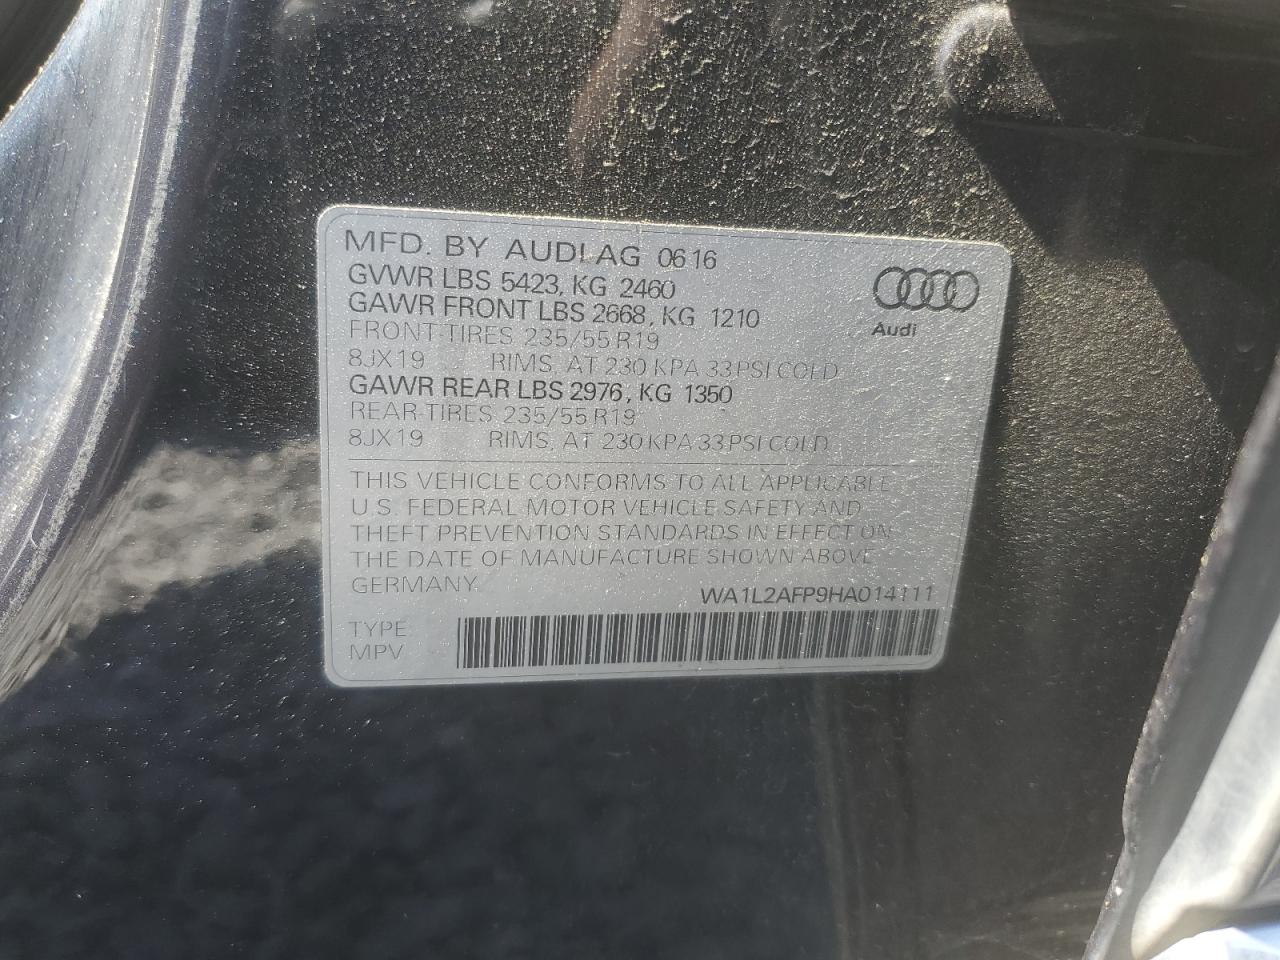 MFD. BY AUDI AG 06 16
GVWR LBS 5423, KG 2460
GAWR FRONT LBS 2668, KG 1210
FRONT-TIRES 235/55 R19
8JX19 RIMS, AT 230 KPA 33 PSI COLD
GAWR REAR LBS 2976, KG 1350
REAR-TIRES 235/55 R19
8JX19 RIMS, AT 230 KPA 33 PSI COLD
Audi
THIS VEHICLE CONFORMS TO ALL APPLICABLE
U.S. FEDERAL MOTOR VEHICLE SAFETY AND
THEFT PREVENTION STANDARDS IN EFFECT ON
THE DATE OF MANUFACTURE SHOWN ABOVE
GERMANY.
WA1L2AFP9HA014111
TYPE:
MPV